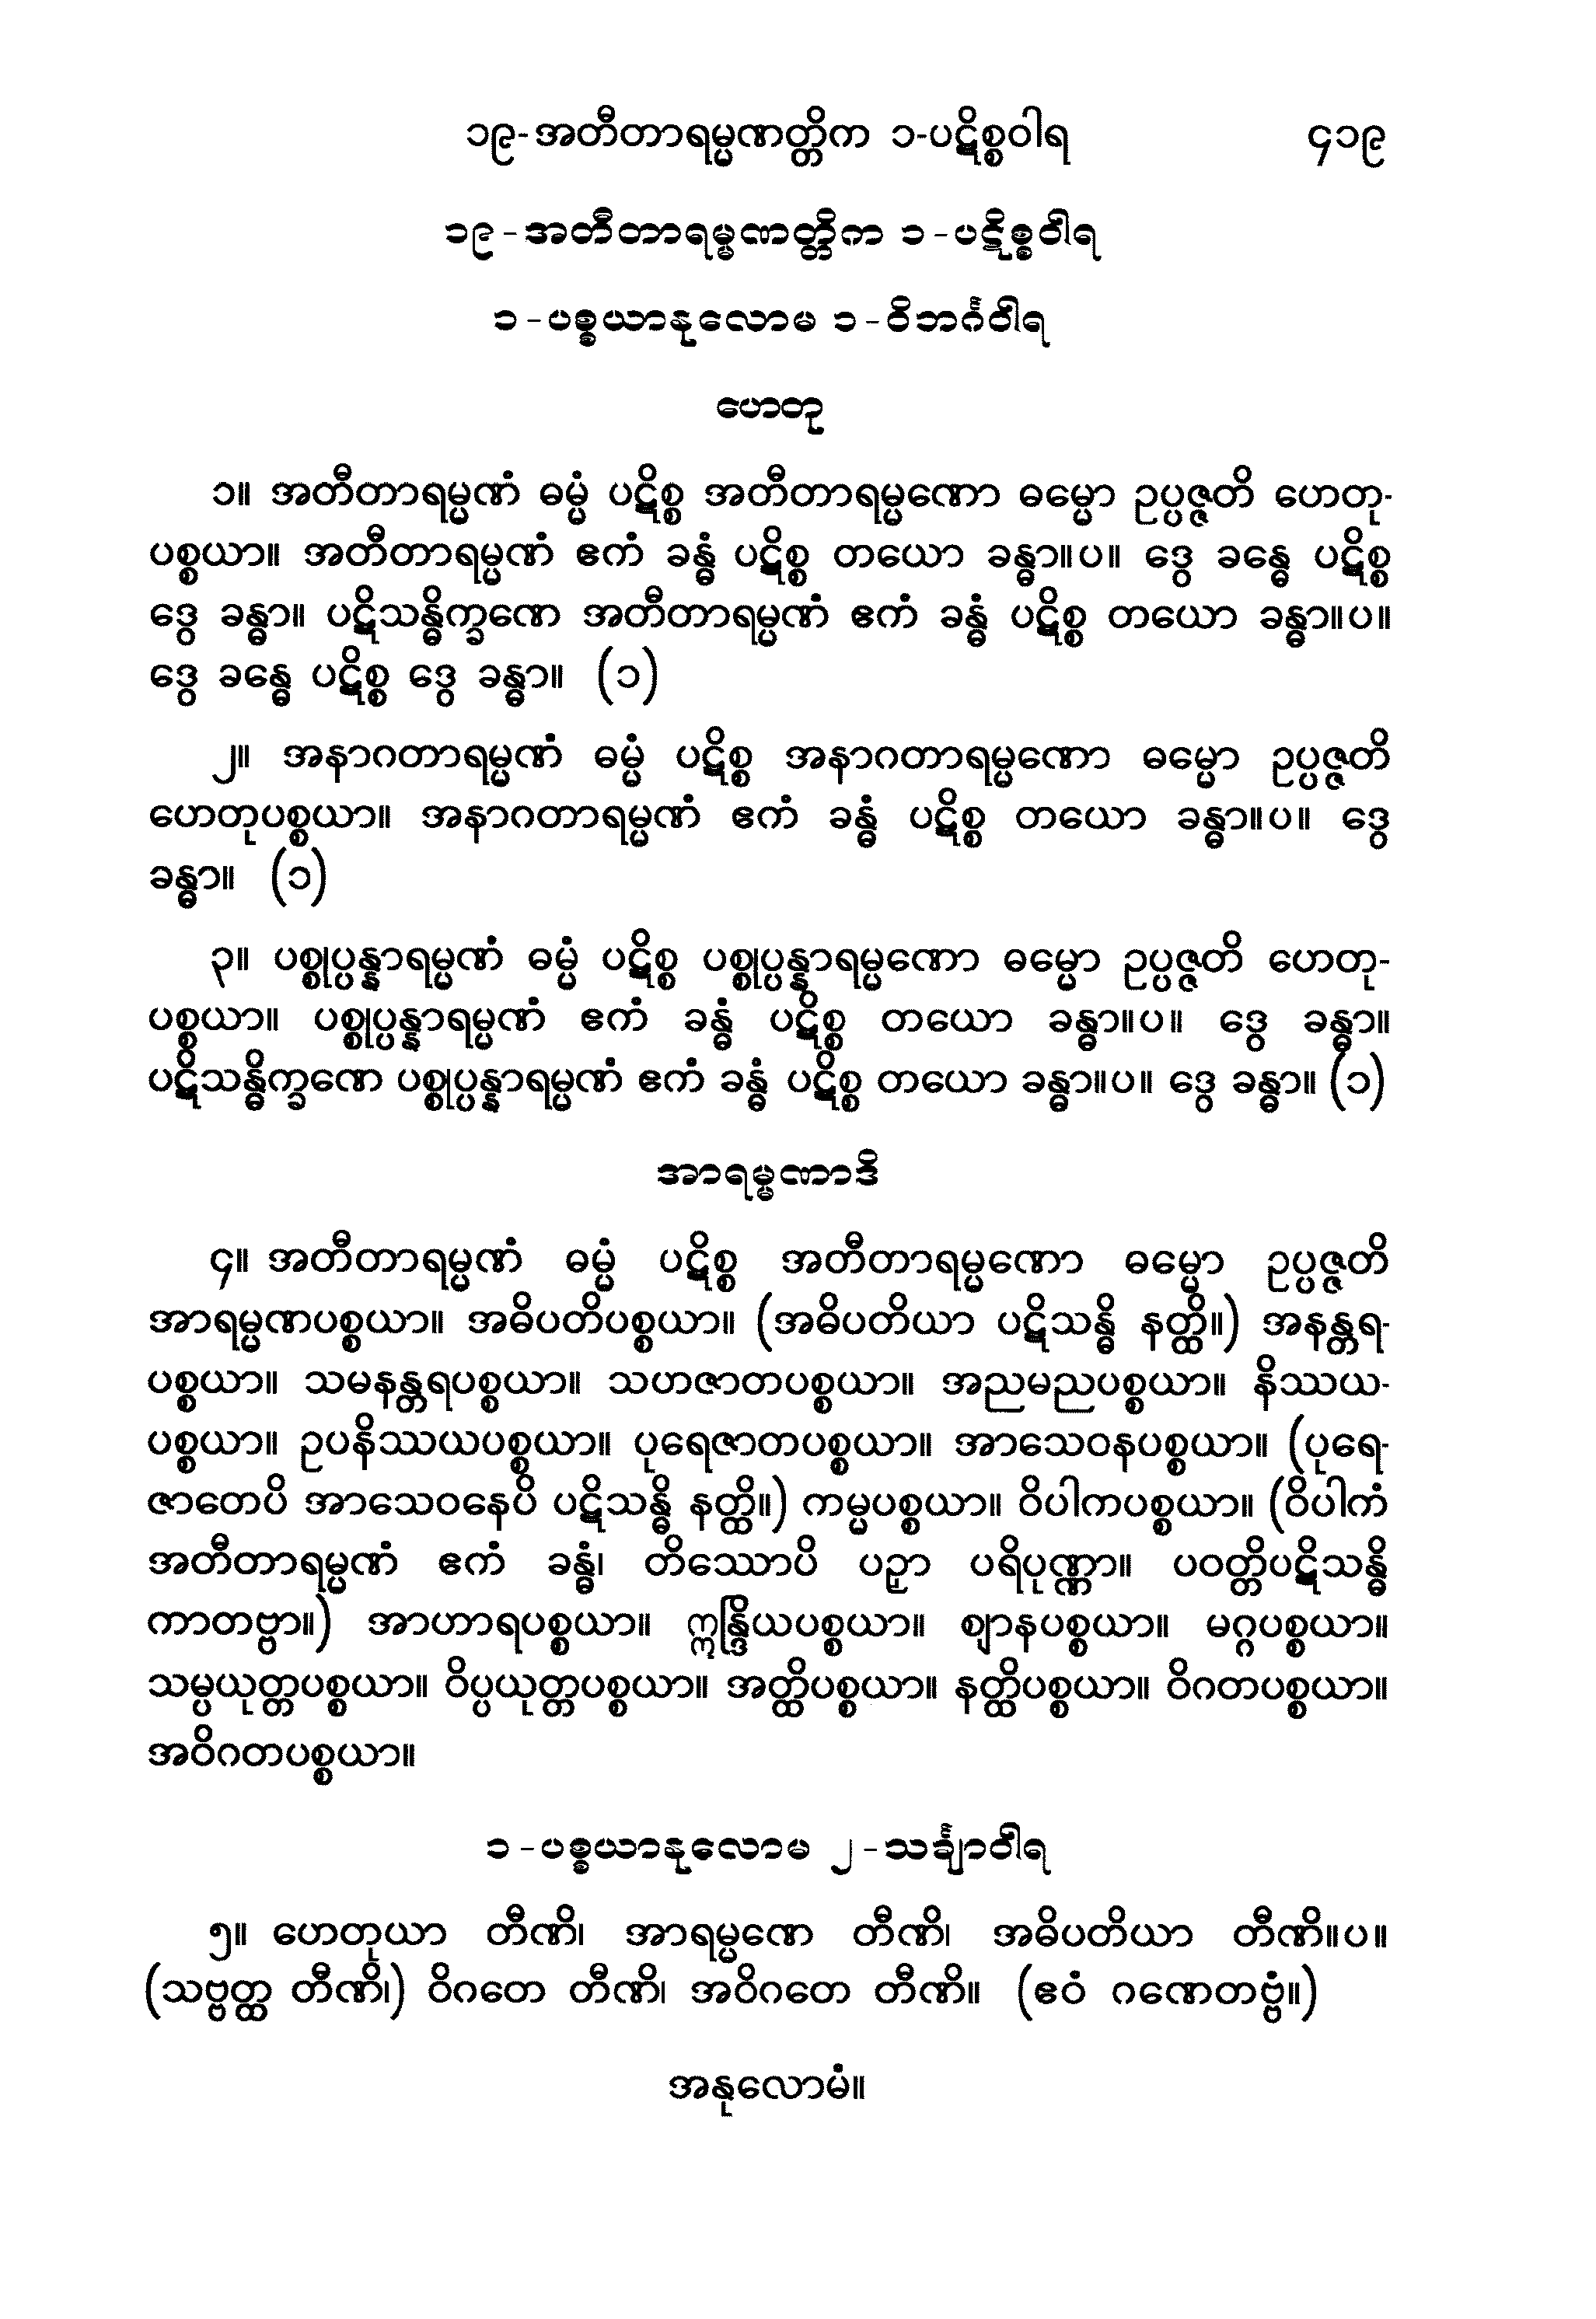 ၁၉-အတီတာရမ္မဏတ္တိက ၁-ပဋိစ္စဝါရ ၄၁၉
၁၉-အတီတာရမ္မဏတ္တိက ၁-ပဋိစ္စဝါရ
၁-ပစ္စယာနုလောမ ၁-ဝိဘင်္ဂဝါရ
ဟေတု
၁။ အတီတာရမ္မဏံ ဓမ္မံ ပဋိစ္စ အတီတာရမ္မဏော ဓမ္မော ဥပ္ပဇ္ဇတိ ဟေတု-
ပစ္စယာ။ အတီတာရမ္မဏံ ဧကံ ခန္ဓံ ပဋိစ္စ တယော ခန္ဓာ။ပ။ ဒွေ ခန္ဓေ ပဋိစ္စ
ဒွေ ခန္ဓာ။ ပဋိသန္ဓိက္ခဏေ အတီတာရမ္မဏံ ဧကံ ခန္ဓံ ပဋိစ္စ တယော ခန္ဓာ။ပ။
ဒွေ ခန္ဓေ ပဋိစ္စ ဒွေ ခန္ဓာ။ (၁)
၂။ အနာဂတာရမ္မဏံ ဓမ္မံ ပဋိစ္စ အနာဂတာရမ္မဏော ဓမ္မော ဥပ္ပဇ္ဇတိ
ဟေတုပစ္စယာ။ အနာဂတာရမ္မဏံ ဧကံ ခန္ဓံ ပဋိစ္စ တယော ခန္ဓာ။ပ။ ဒွေ
ခန္ဓာ။ (၁)
၃။ ပစ္စုပ္ပန္နာရမ္မဏံ ဓမ္မံ ပဋိစ္စ ပစ္စုပ္ပန္နာရမ္မဏော ဓမ္မော ဥပ္ပဇ္ဇတိ ဟေတု-
ပစ္စယာ။ ပစ္စုပ္ပန္နာရမ္မဏံ ဧကံ ခန္ဓံ ပဋိစ္စ တယော ခန္ဓာ။ပ။ ဒွေ ခန္ဓာ။
ပဋိသန္ဓိက္ခဏေ ပစ္စုပ္ပန္နာရမ္မဏံ ဧကံ ခန္ဓံ ပဋိစ္စ တယော ခန္ဓာ။ပ။ ဒွေ ခန္ဓာ။ (၁)
အာရမ္မဏာဒိ
၄။ အတီတာရမ္မဏံ ဓမ္မံ ပဋိစ္စ အတီတာရမ္မဏော ဓမ္မော ဥပ္ပဇ္ဇတိ
အာရမ္မဏပစ္စယာ။ အဓိပတိပစ္စယာ။ (အဓိပတိယာ ပဋိသန္ဓိ နတ္ထိ။) အနန္တရ-
ပစ္စယာ။ သမနန္တရပစ္စယာ။ သဟဇာတပစ္စယာ။ အညမညပစ္စယာ။ နိဿယ-
ပစ္စယာ။ ဥပနိဿယပစ္စယာ။ ပုရေဇာတပစ္စယာ။ အာသေဝနပစ္စယာ။ (ပုရေ-
ဇာတေပိ အာသေဝနေပိ ပဋိသန္ဓိ နတ္ထိ။) ကမ္မပစ္စယာ။ ဝိပါကပစ္စယာ။ (ဝိပါကံ
အတီတာရမ္မဏံ ဧကံ ခန္ဓံ၊ တိဿောပိ ပဉှာ ပရိပုဏ္ဏာ။ ပဝတ္တိပဋိသန္ဓိ
ကာတဗ္ဗာ။) အာဟာရပစ္စယာ။ ဣန္ဒြိယပစ္စယာ။ ဈာနပစ္စယာ။ မဂ္ဂပစ္စယာ။
သမ္ပယုတ္တပစ္စယာ။ ဝိပ္ပယုတ္တပစ္စယာ။ အတ္ထိပစ္စယာ။ နတ္ထိပစ္စယာ။ ဝိဂတပစ္စယာ။
အဝိဂတပစ္စယာ။
၁-ပစ္စယာနုလောမ ၂-သင်္ချာဝါရ
၅။ ဟေတုယာ တီဏိ၊ အာရမ္မဏေ တီဏိ၊ အဓိပတိယာ တီဏိ။ပ။
(သဗ္ဗတ္ထ တီဏိ၊) ဝိဂတေ တီဏိ၊ အဝိဂတေ တီဏိ။ (ဧဝံ ဂဏေတဗ္ဗံ။)
အနုလောမံ။